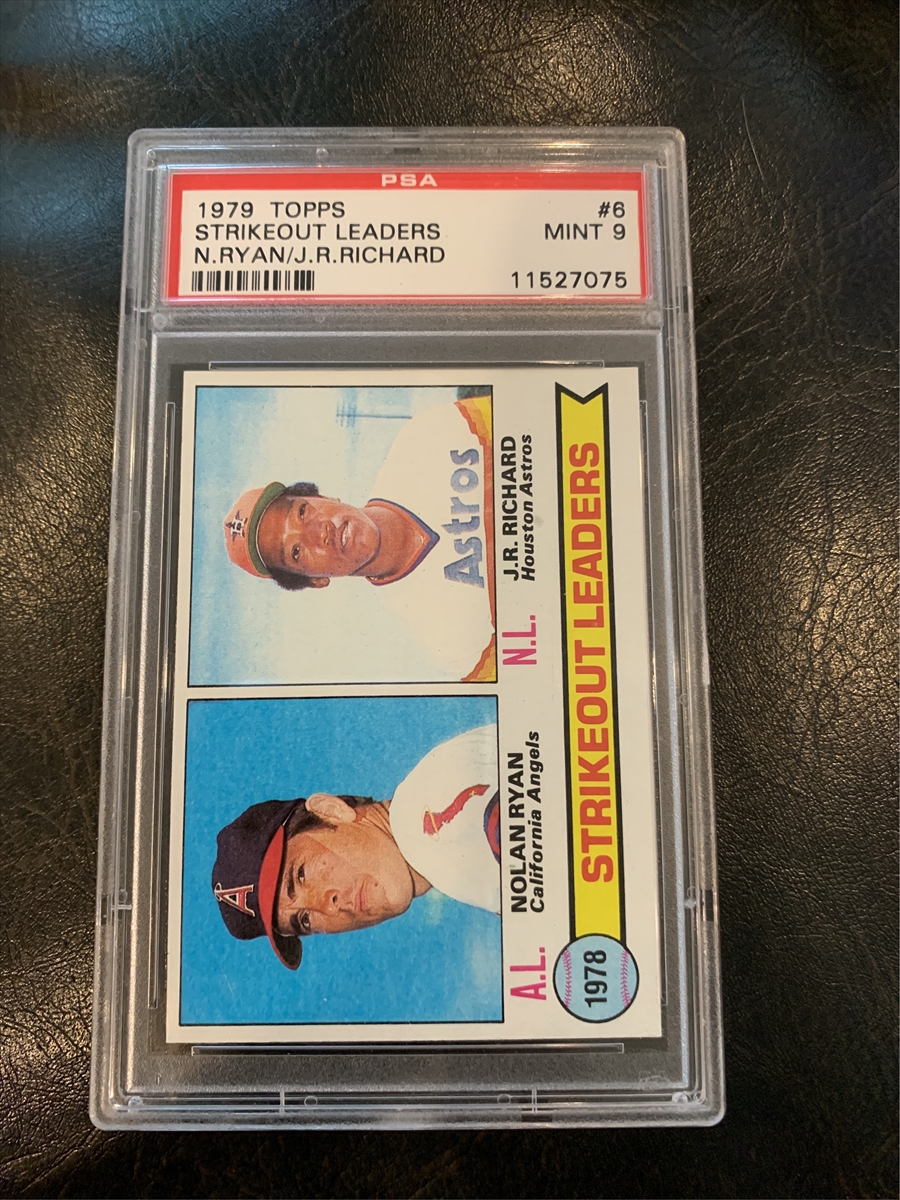 PSA
1979 TOPPS #6
STRIKEOUT LEADERS MINT 9
N.RYAN/J.R.RICHARD
11527075
A
Astros
A.L. NOLAN RYAN
California Angels
N.L. J.R. RICHARD
Houston Astros
1978 STRIKEOUT LEADERS